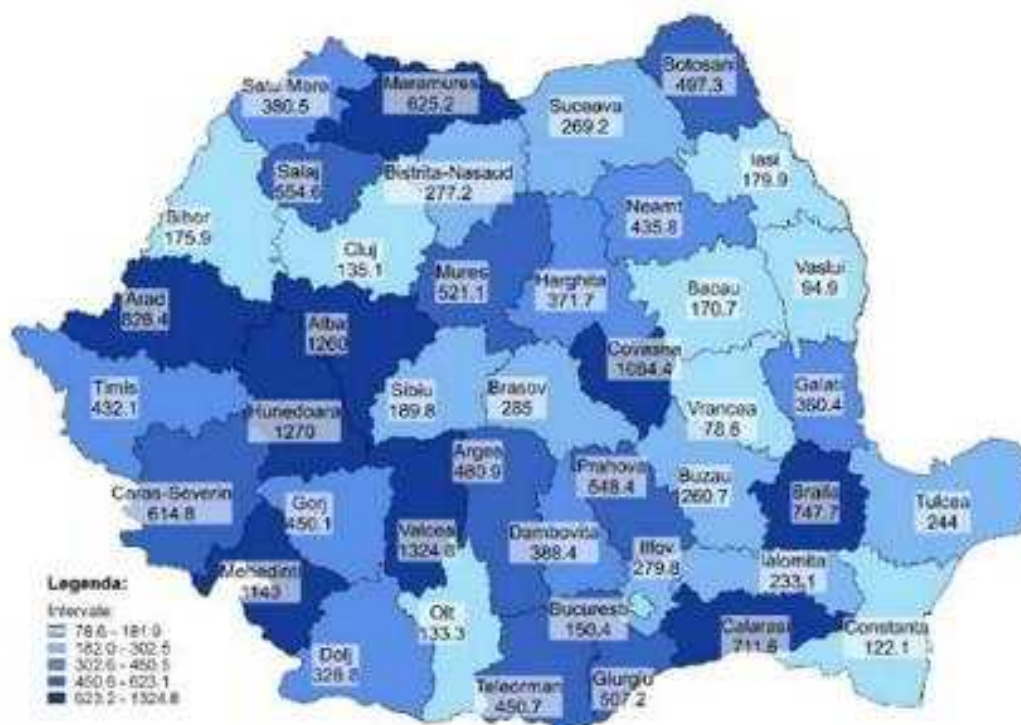 Satu Mare
380.5
Maramures
625.2
Suceava
269.2
Botosani
497.3
Iasi
179.9
Salaj
554.6
Bistrita-Nasaud
277.2
Neamt
435.8
Bihor
175.9
Cluj
135.1
Mures
521.1
Harghita
371.7
Bacau
170.7
Vaslui
94.9
Arad
828.4
Alba
1260
Covasna
1084.4
Timis
432.1
Hunedoara
1270
Sibiu
189.8
Brasov
285
Vrancea
78.6
Galati
360.4
Caras-Severin
614.8
Gorj
450.1
Valcea
1324.8
Arges
480.9
Dambovita
388.4
Prahova
548.4
Buzau
260.7
Braila
747.7
Tulcea
244
Mehedinti
1143
Olt
133.3
Ilfov
279.8
Ialomita
233.1
Bucuresti
150.4
Calarasi
711.6
Constanta
122.1
Dolj
328.8
Teleorman
450.7
Giurgiu
507.2
Legenda:
Intervale:
78.6 - 181.9
182.0 - 302.5
302.6 - 450.5
450.6 - 623.1
623.2 - 1324.8